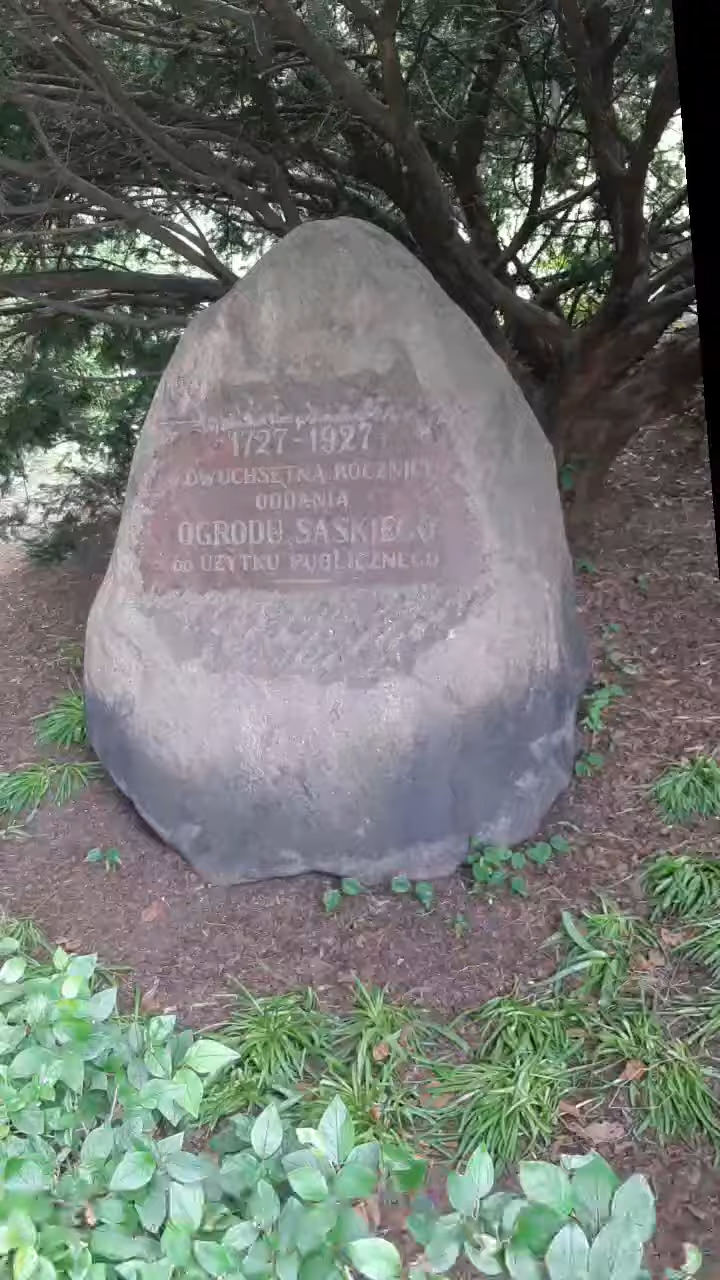 1727-1927
DWUCHSETNA ROCZNICA
ODDANIA
OGRODU SASKIEGO
DO UŻYTKU PUBLICZNEGO